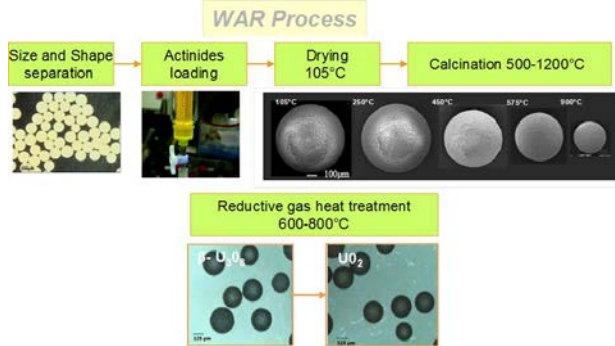 WAR Process
Size and Shape
separation
Actinides
loading
Drying
105°C
Calcination 500-1200°C
105°C
250°C
450°C
575°C
900°C
100μm
Reductive gas heat treatment
600-800°C
β- U₃O₈
UO₂